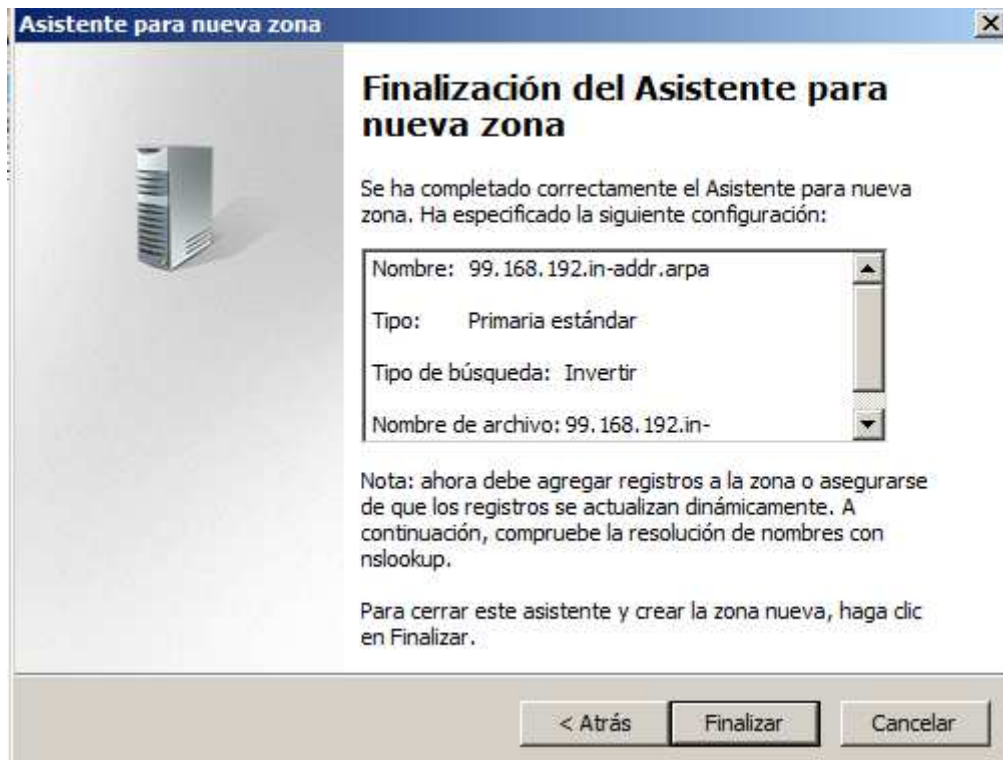 Asistente para nueva zona
Finalización del Asistente para
nueva zona
Se ha completado correctamente el Asistente para nueva
zona. Ha especificado la siguiente configuración:
Nombre: 99.168.192.in-addr.arpa
Tipo: Primaria estándar
Tipo de búsqueda: Invertir
Nombre de archivo: 99.168.192.in-
Nota: ahora debe agregar registros a la zona o asegurarse
de que los registros se actualizan dinámicamente. A
continuación, compruebe la resolución de nombres con
nslookup.
Para cerrar este asistente y crear la zona nueva, haga clic
en Finalizar.
< Atrás Finalizar Cancelar